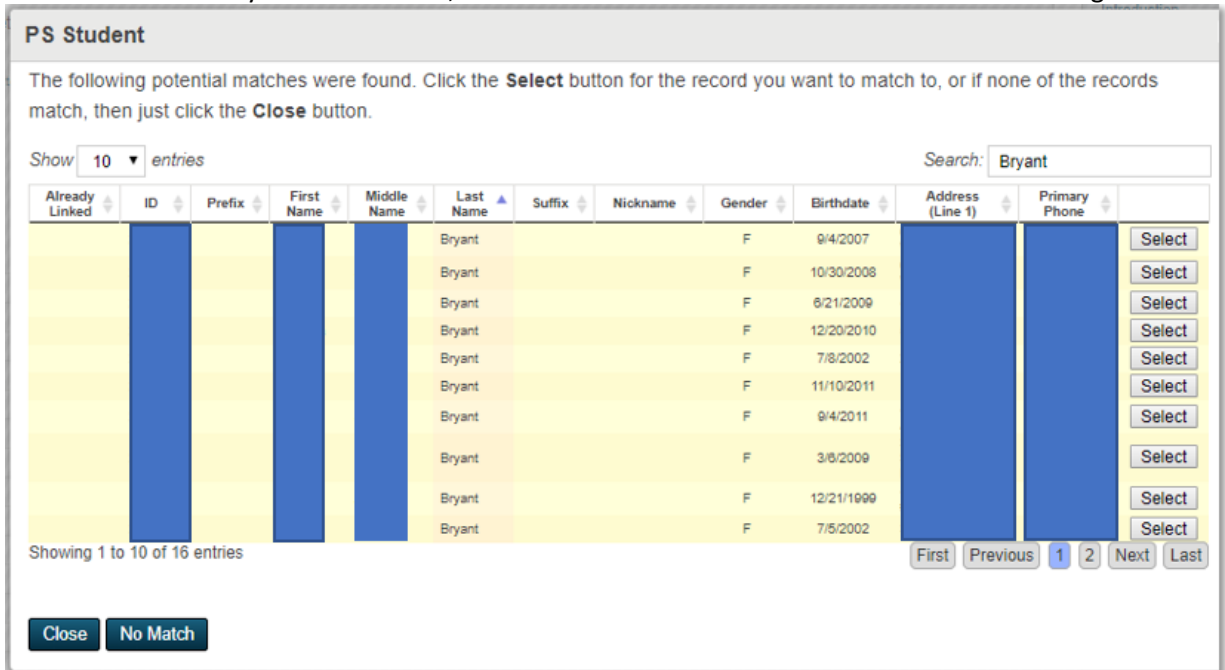 PS Student
The following potential matches were found. Click the Select button for the record you want to match to, or if none of the records
match, then just click the Close button.
Show 10 entries Search: Bryant
Already Linked ID Prefix First Name Middle Name Last Name Suffix Nickname Gender Birthdate Address (Line 1) Primary Phone
Bryant F 9/4/2007 Select
Bryant F 10/30/2008 Select
Bryant F 6/21/2009 Select
Bryant F 12/20/2010 Select
Bryant F 7/8/2002 Select
Bryant F 11/10/2011 Select
Bryant F 9/4/2011 Select
Bryant F 3/6/2009 Select
Bryant F 12/21/1999 Select
Bryant F 7/5/2002 Select
Showing 1 to 10 of 16 entries First Previous 1 2 Next Last
Close No Match